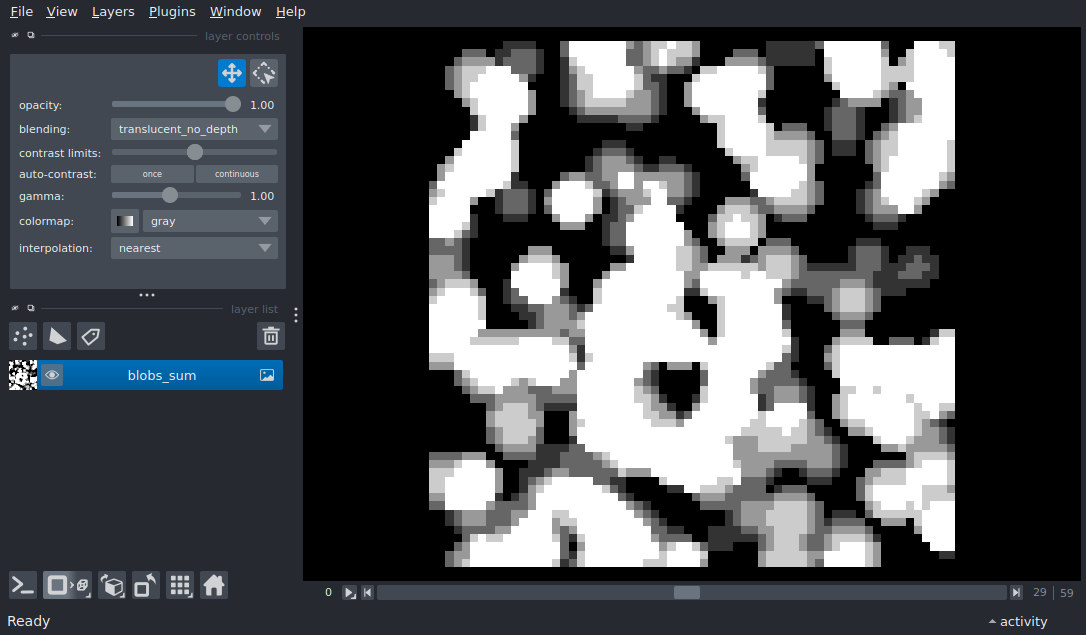 File View Layers Plugins Window Help
layer controls
opacity: 1.00
blending: translucent_no_depth
contrast limits:
auto-contrast: once continuous
gamma: 1.00
colormap: gray
interpolation: nearest
layer list
blobs_sum
0 29 59
Ready activity